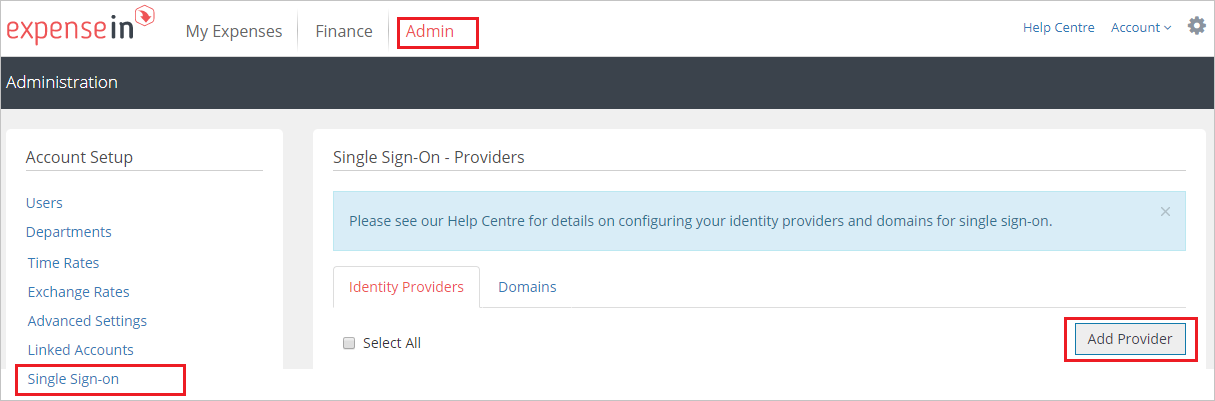 expensein
My Expenses
Finance
Admin
Help Centre
Account
Administration
Account Setup
Users
Departments
Time Rates
Exchange Rates
Advanced Settings
Linked Accounts
Single Sign-on
Single Sign-On - Providers
Please see our Help Centre for details on configuring your identity providers and domains for single sign-on.
×
Identity Providers
Domains
Select All
Add Provider